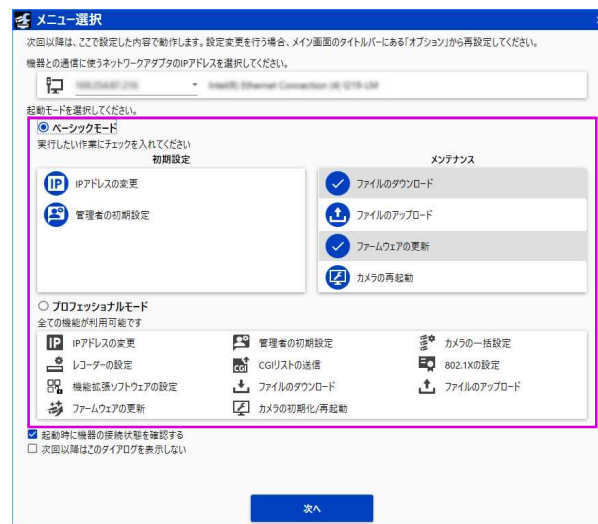 メニュー選択
次回以降は、ここで設定した内容で動作します。設定変更を行う場合、メイン画面のタイトルバーにある「オプション」から再設定してください。
機器との通信に使うネットワークアダプタのIPアドレスを選択してください。
起動モードを選択してください。
ベーシックモード
実行したい作業にチェックを入れてください
初期設定 メンテナンス
IP IPアドレスの変更 ファイルのダウンロード
管理者の初期設定 ファイルのアップロード
ファームウェアの更新
カメラの再起動
プロフェッショナルモード
全ての機能が利用可能です
IP IPアドレスの変更 管理者の初期設定 カメラの一括設定
レコーダーの設定 CGI CGIリストの送信 802.1Xの設定
機能拡張ソフトウェアの設定 ファイルのダウンロード ファイルのアップロード
ファームウェアの更新 カメラの初期化/再起動
起動時に機器の接続状態を確認する
次回以降はこのダイアログを表示しない
次へ